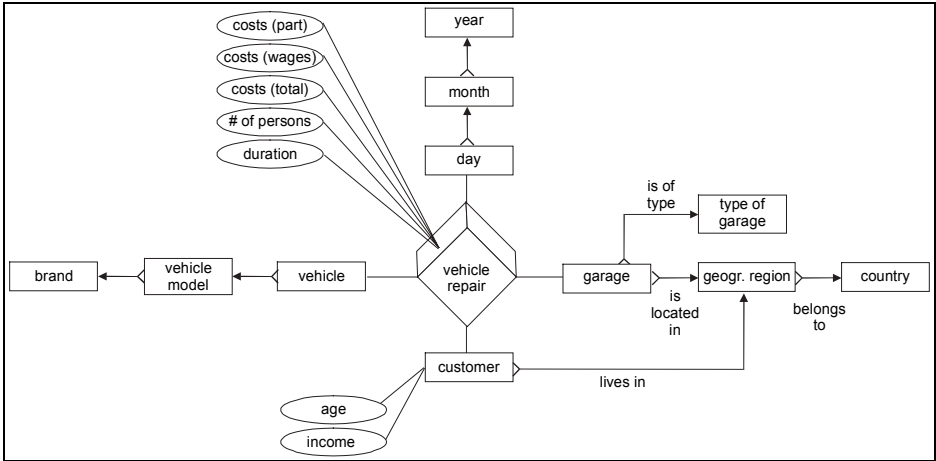 costs (part)
costs (wages)
costs (total)
# of persons
duration
year
month
day
is of
type
type of
garage
brand
vehicle
model
vehicle
vehicle
repair
garage
geogr. region
country
is
located
in
belongs
to
customer
lives in
age
income